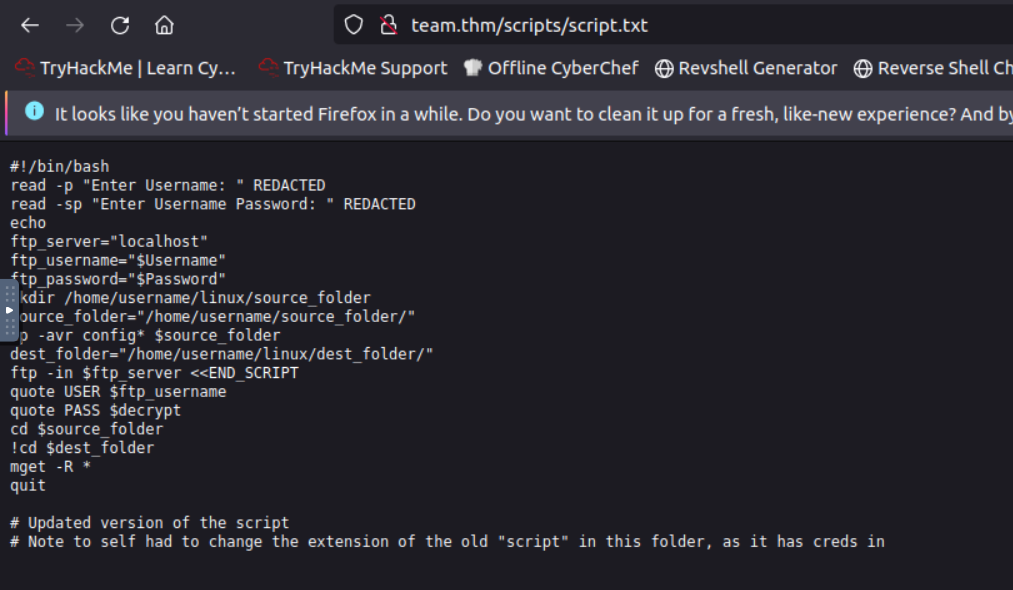 team.thm/scripts/script.txt
TryHackMe | Learn Cy... TryHackMe Support Offline CyberChef Revshell Generator Reverse Shell Ch
It looks like you haven’t started Firefox in a while. Do you want to clean it up for a fresh, like-new experience? And by
#!/bin/bash
read -p "Enter Username: " REDACTED
read -sp "Enter Username Password: " REDACTED
echo
ftp_server="localhost"
ftp_username="$Username"
ftp_password="$Password"
kdir /home/username/linux/source_folder
ource_folder="/home/username/source_folder/"
p -avr config* $source_folder
dest_folder="/home/username/linux/dest_folder/"
ftp -in $ftp_server <<END_SCRIPT
quote USER $ftp_username
quote PASS $decrypt
cd $source_folder
!cd $dest_folder
mget -R *
quit
# Updated version of the script
# Note to self had to change the extension of the old "script" in this folder, as it has creds in